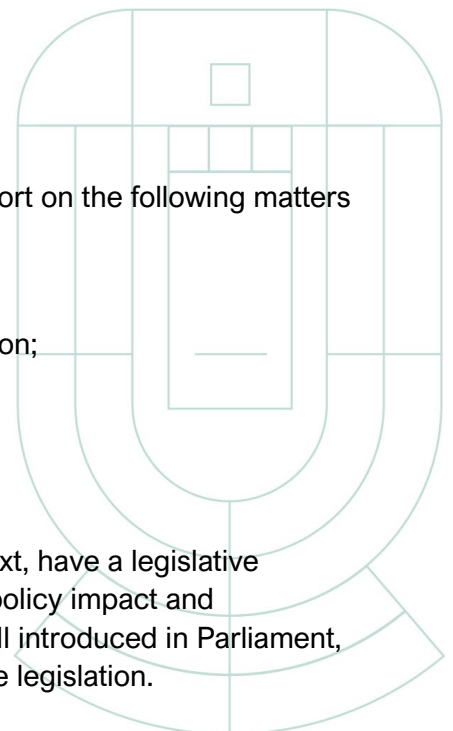 ort on the following matters
on;
xt, have a legislative
policy impact and
ll introduced in Parliament,
e legislation.